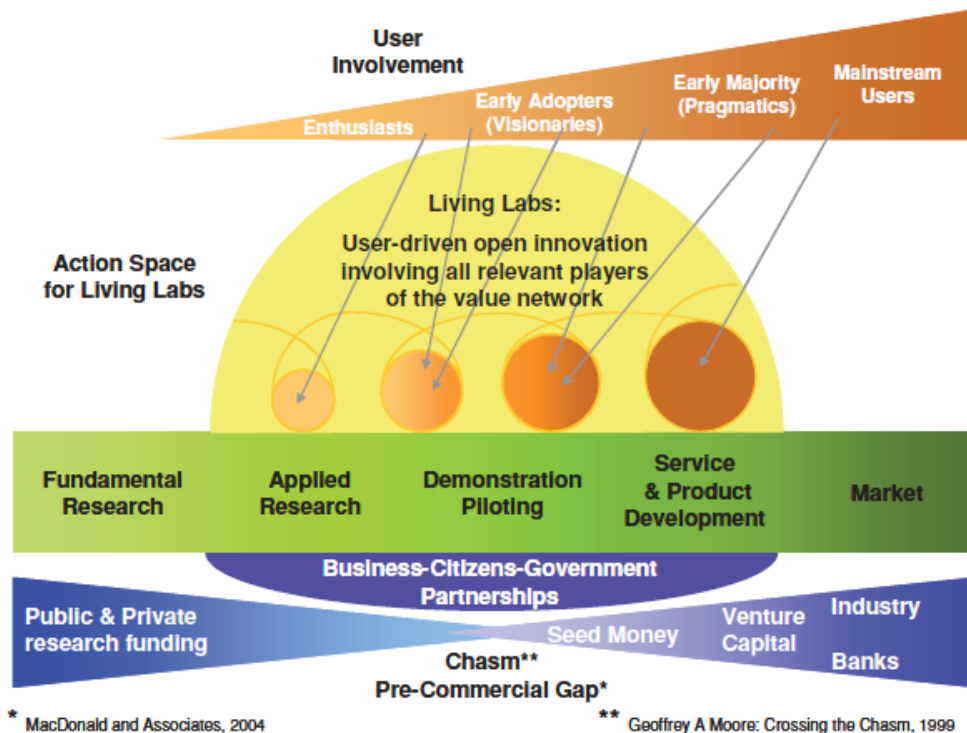 User
Involvement
Enthusiasts
Early Adopters
(Visionaries)
Early Majority
(Pragmatics)
Mainstream
Users
Action Space
for Living Labs
Living Labs:
User-driven open innovation
involving all relevant players
of the value network
Fundamental
Research
Applied
Research
Demonstration
Piloting
Service
& Product
Development
Market
Business-Citizens-Government
Partnerships
Public & Private
research funding
Seed Money
Venture
Capital
Industry
Banks
Chasm**
Pre-Commercial Gap*
* MacDonald and Associates, 2004
** Geoffrey A Moore: Crossing the Chasm, 1999